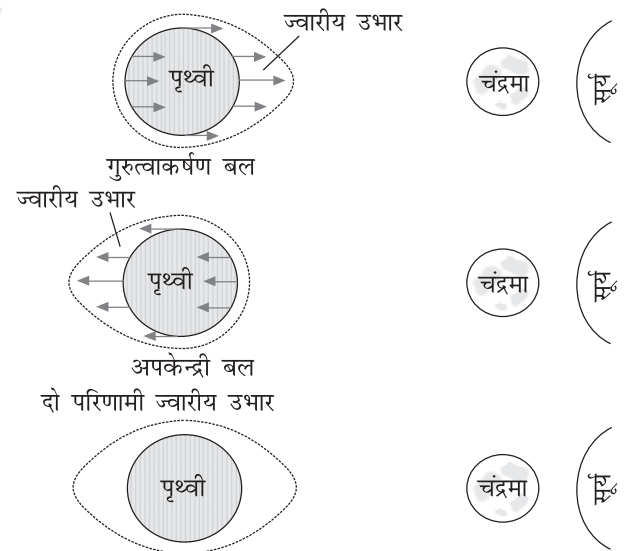 ज्वारीय उभार
पृथ्वी
चंद्रमा
सूर्य
गुरुत्वाकर्षण बल
ज्वारीय उभार
पृथ्वी
चंद्रमा
सूर्य
अपकेन्द्री बल
दो परिणामी ज्वारीय उभार
पृथ्वी
चंद्रमा
सूर्य